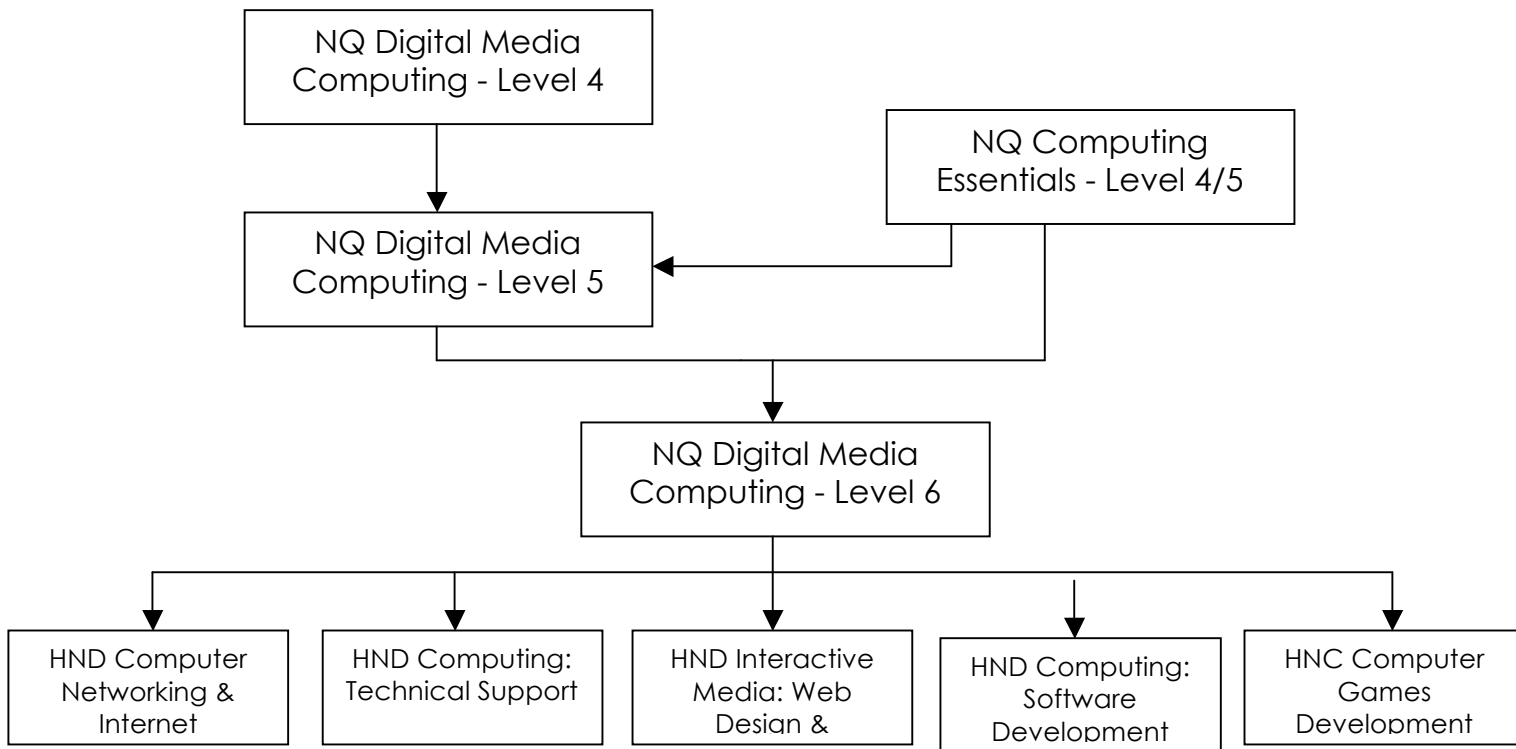 NQ Digital Media
Computing - Level 4
NQ Computing
Essentials - Level 4/5
NQ Digital Media
Computing - Level 5
NQ Digital Media
Computing - Level 6
HND Computer
Networking &
Internet
HND Computing:
Technical Support
HND Interactive
Media: Web
Design &
HND Computing:
Software
Development
HNC Computer
Games
Development